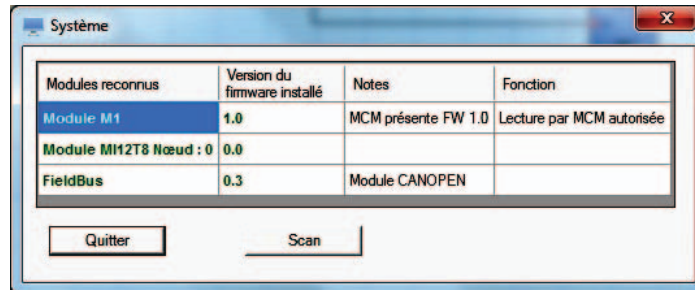 Système
Modules reconnus
Version du
firmware installé
Notes
Fonction
Module M1
1.0
MCM présente FW 1.0
Lecture par MCM autorisée
Module MI12T8 Nœud : 0
0.0
FieldBus
0.3
Module CANOPEN
Quitter
Scan